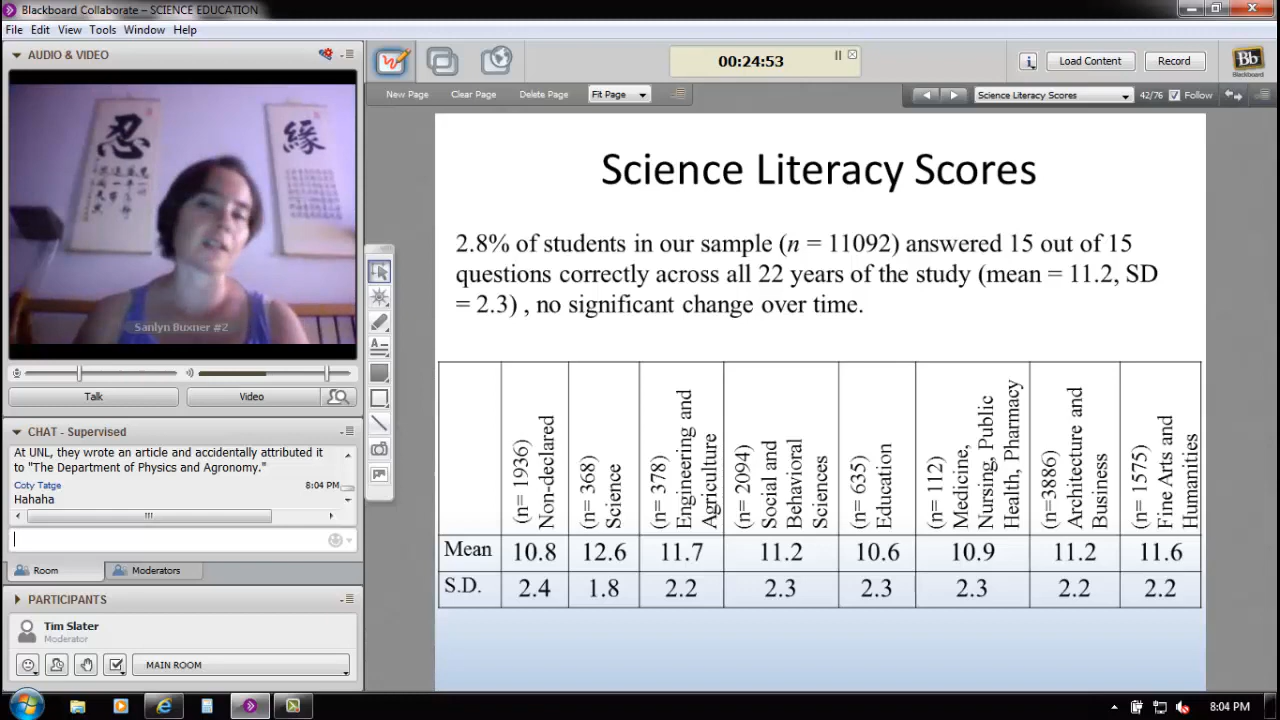 Blackboard Collaborate – SCIENCE EDUCATION
File Edit View Tools Window Help
AUDIO & VIDEO
忍
緣
Sanlyn Buxner #2
Talk
Video
CHAT - Supervised
At UNL, they wrote an article and accidentally attributed it
to "The Department of Physics and Agronomy."
Coty Tatge 8:04 PM
Hahaha
Room
Moderators
PARTICIPANTS
Tim Slater
Moderator
MAIN ROOM
00:24:53
Load Content
Record
Bb
Blackboard
New Page
Clear Page
Delete Page
Fit Page
Science Literacy Scores
42/76
Follow
Science Literacy Scores
2.8% of students in our sample (n = 11092) answered 15 out of 15
questions correctly across all 22 years of the study (mean = 11.2, SD
= 2.3) , no significant change over time.
(n= 1936)
Non-declared
(n= 368)
Science
(n= 378)
Engineering and
Agriculture
(n= 2094)
Social and
Behavioral
Sciences
(n= 635)
Education
(n= 112)
Medicine,
Nursing, Public
Health, Pharmacy
(n=3886)
Architecture and
Business
(n= 1575)
Fine Arts and
Humanities
Mean 10.8 12.6 11.7 11.2 10.6 10.9 11.2 11.6
S.D. 2.4 1.8 2.2 2.3 2.3 2.3 2.2 2.2
8:04 PM